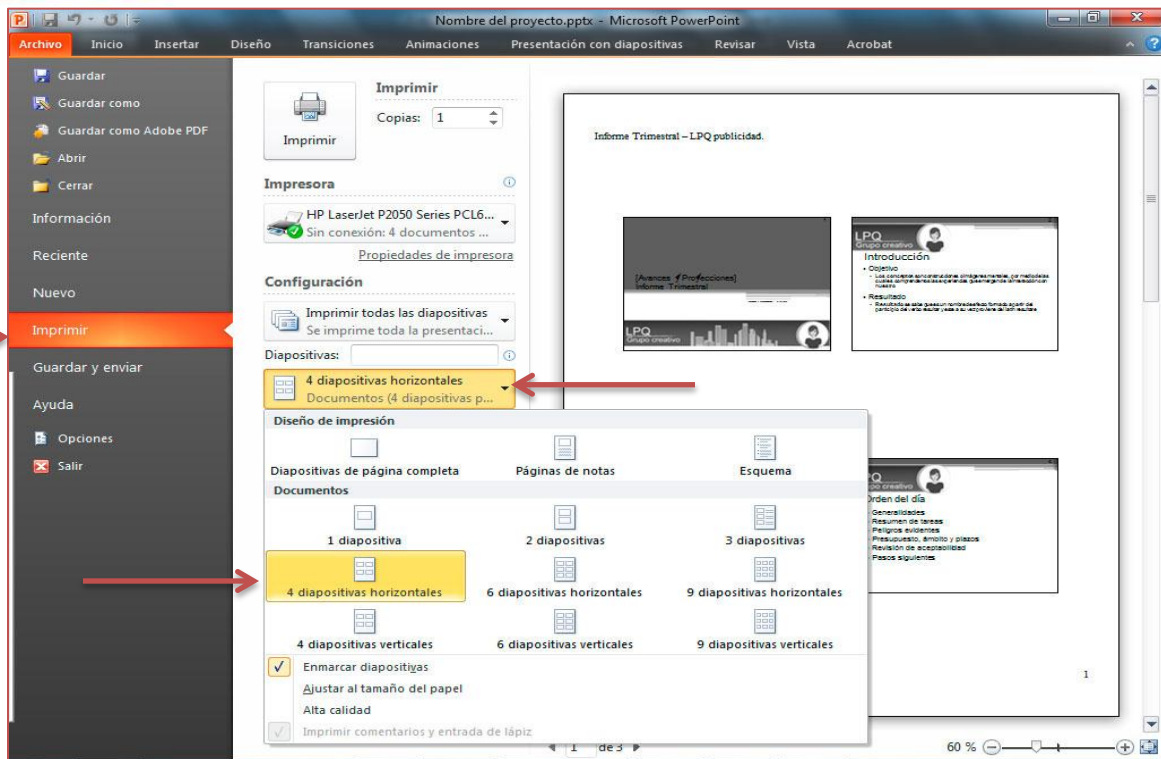 Nombre del proyecto.pptx - Microsoft PowerPoint
Archivo Inicio Insertar Diseño Transiciones Animaciones Presentación con diapositivas Revisar Vista Acrobat
Guardar
Guardar como
Guardar como Adobe PDF
Abrir
Cerrar
Información
Reciente
Nuevo
Imprimir
Guardar y enviar
Ayuda
Opciones
Salir
Imprimir
Imprimir
Copias: 1
Impresora
HP LaserJet P2050 Series PCL6...
Sin conexión: 4 documentos ...
Propiedades de impresora
Configuración
Imprimir todas las diapositivas
Se imprime toda la presentaci...
Diapositivas:
4 diapositivas horizontales
Documentos (4 diapositivas p...
Diseño de impresión
Diapositivas de página completa Páginas de notas Esquema
Documentos
1 diapositiva 2 diapositivas 3 diapositivas
4 diapositivas horizontales 6 diapositivas horizontales 9 diapositivas horizontales
4 diapositivas verticales 6 diapositivas verticales 9 diapositivas verticales
Enmarcar diapositivas
Ajustar al tamaño del papel
Alta calidad
Imprimir comentarios y entrada de lápiz
Informe Trimestral – LPQ publicidad.
[Avances y Proyecciones]
Informe Trimestral
LPQ
Grupo creativo
LPQ
Grupo creativo
Introducción
• Objetivo
• Resultado
Orden del día
Generalidades
Resumen de tareas
Peligros evidentes
Presupuesto, ámbito y plazos
Revisión de aceptabilidad
Pasos siguientes
1
1 de 3
60 %